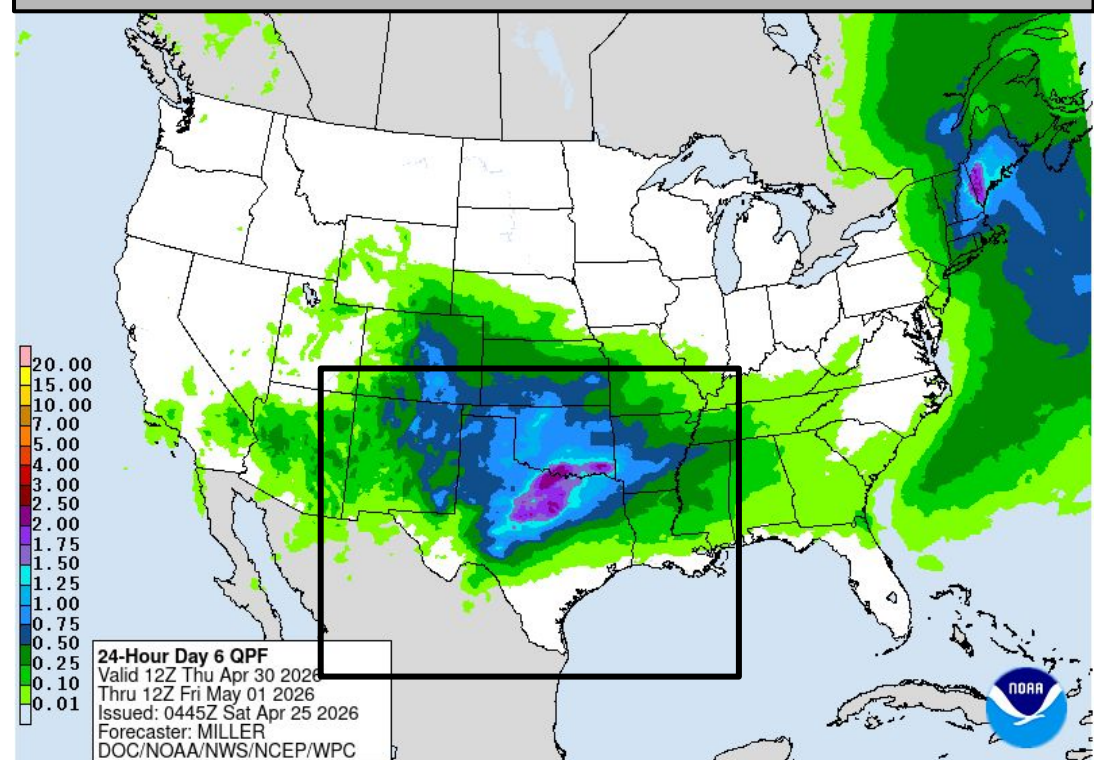 20.00
15.00
10.00
7.00
5.00
4.00
3.00
2.50
2.00
1.75
1.50
1.25
1.00
0.75
0.50
0.25
0.10
0.01
24-Hour Day 6 QPF
Valid 12Z Thu Apr 30 2026
Thru 12Z Fri May 01 2026
Issued: 0445Z Sat Apr 25 2026
Forecaster: MILLER
DOC/NOAA/NWS/NCEP/WPC
NOAA